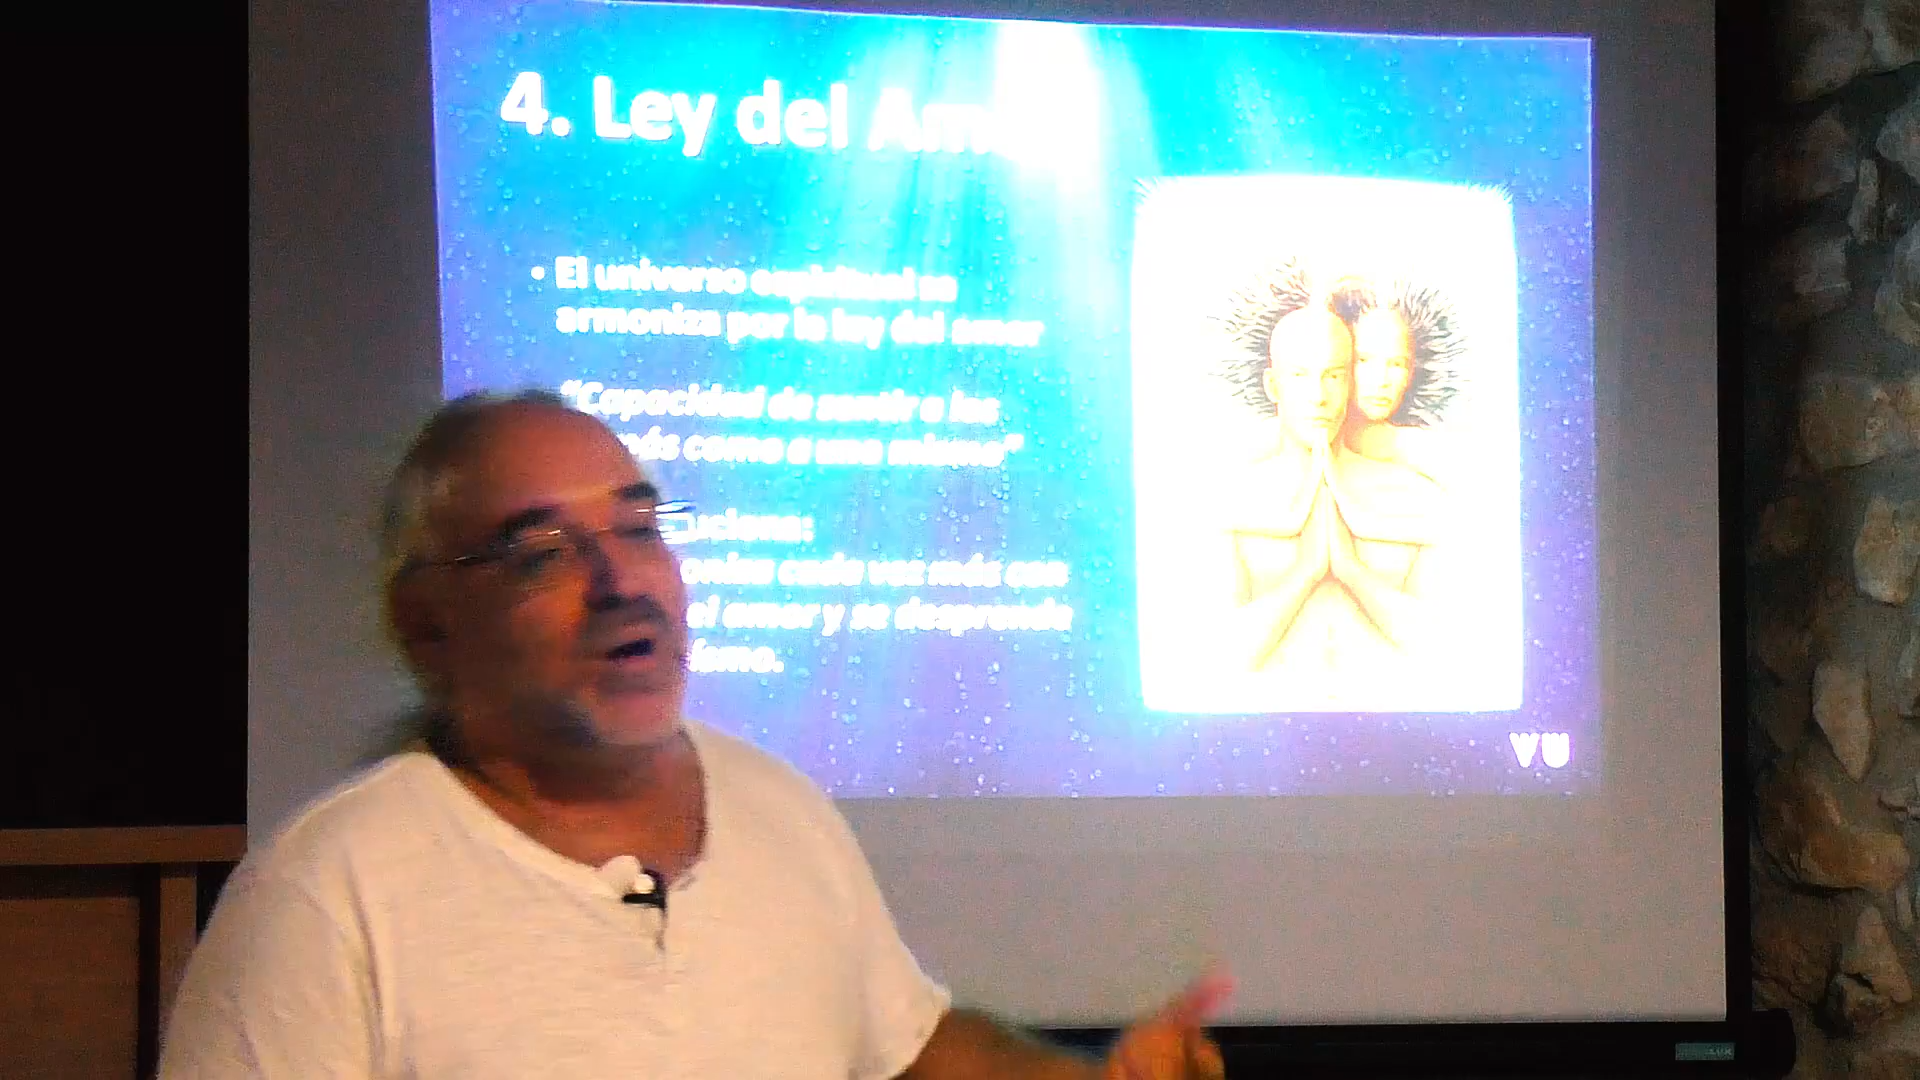 4. Ley del Am
• El universo espiritual se
armoniza por la ley del amor
"Capacidad de sentir a los
más como a uno mismo"
cada vez más con
el amor y se desprende
VU